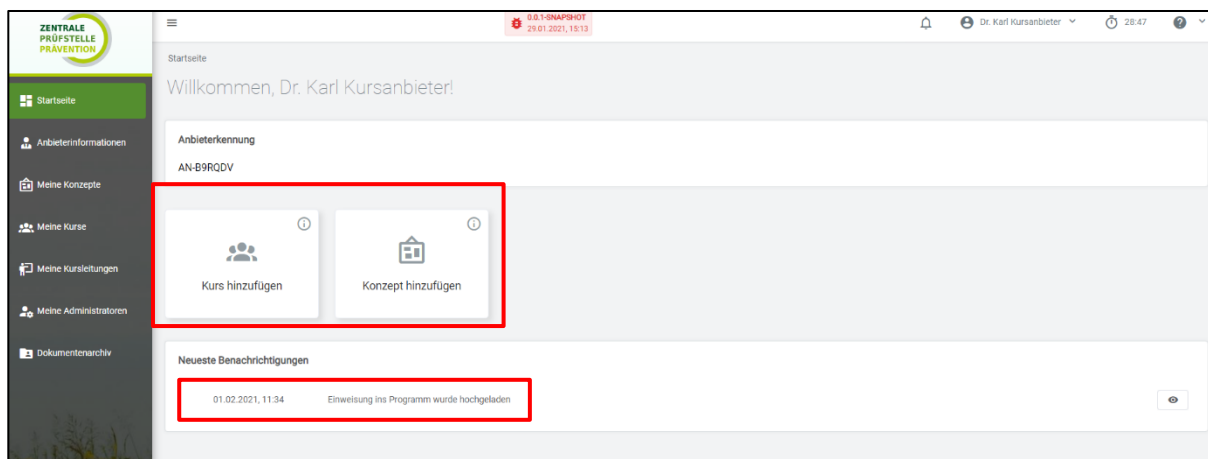 ZENTRALE
PRÜFSTELLE
PRÄVENTION
0.0.1-SNAPSHOT
29.01.2021, 15:13
Dr. Karl Kursanbieter
28:47
Startseite
Willkommen, Dr. Karl Kursanbieter!
Startseite
Anbieterinformationen
Meine Konzepte
Meine Kurse
Meine Kursleitungen
Meine Administratoren
Dokumentenarchiv
Anbieterkennung
AN-B9RQDV
Kurs hinzufügen
Konzept hinzufügen
Neueste Benachrichtigungen
01.02.2021, 11:34 Einweisung ins Programm wurde hochgeladen